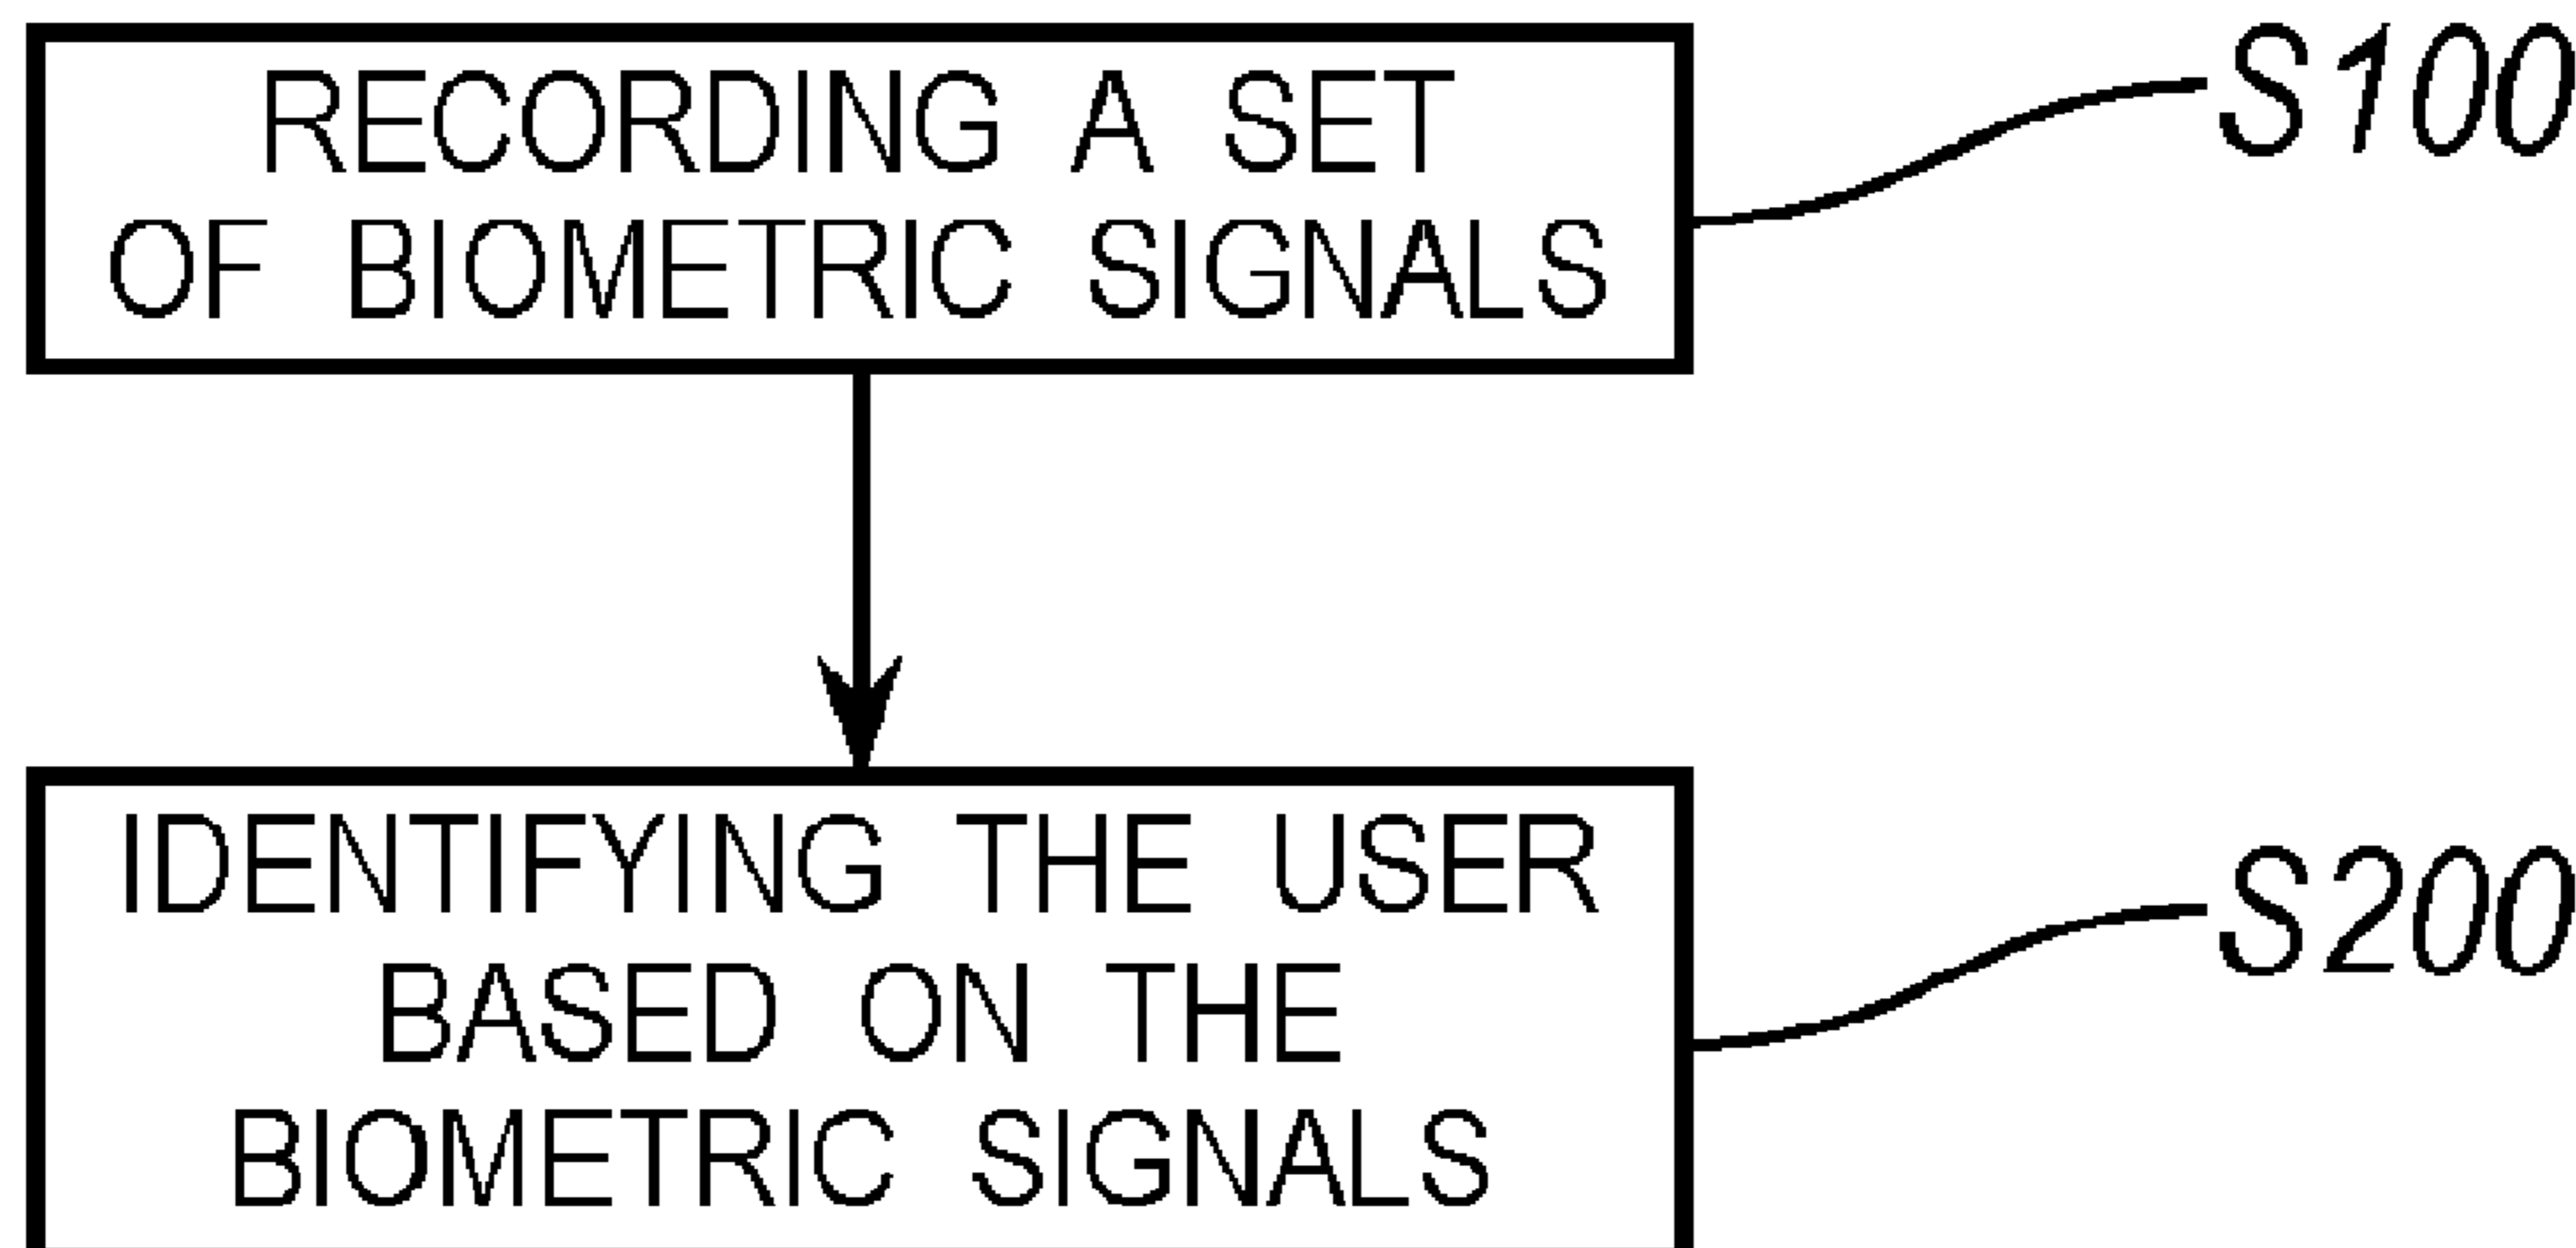 RECORDING A SET
OF BIOMETRIC SIGNALS
S100
IDENTIFYING THE USER
BASED ON THE
BIOMETRIC SIGNALS
S200